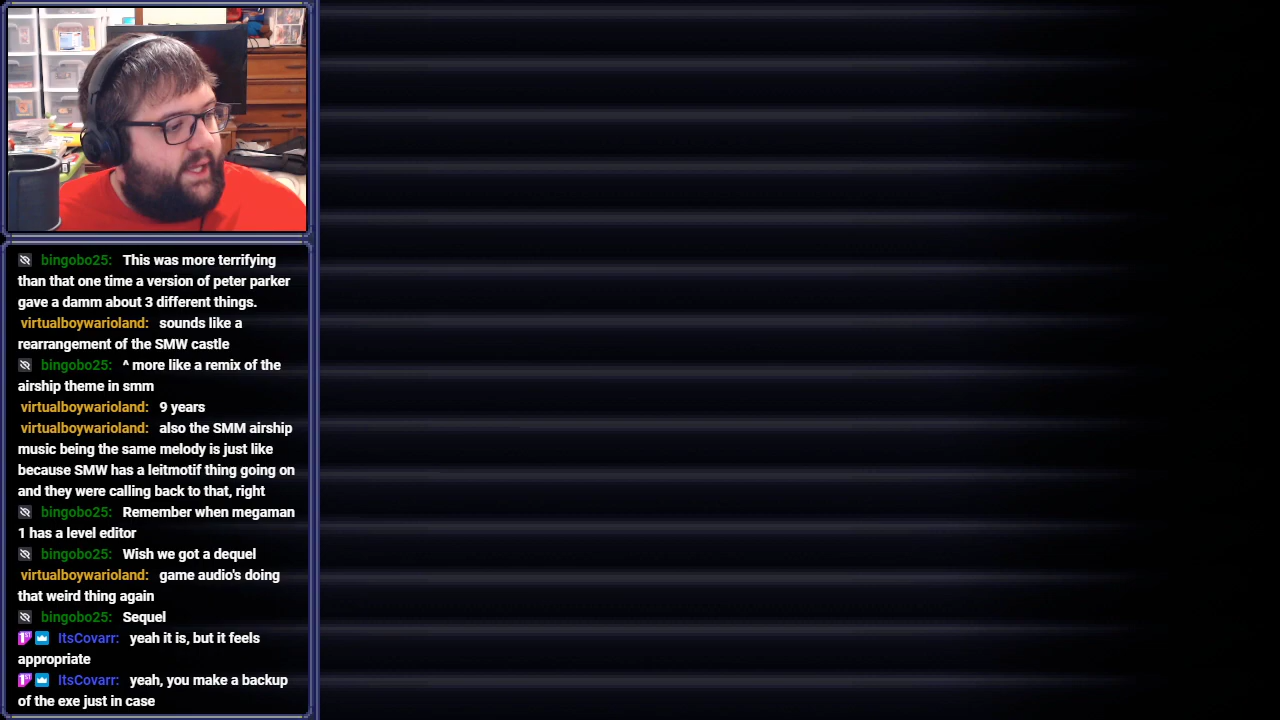 bingobo25: This was more terrifying
than that one time a version of peter parker
gave a damm about 3 different things.
virtualboywarioland: sounds like a
rearrangement of the SMW castle
bingobo25: ^ more like a remix of the
airship theme in smm
virtualboywarioland: 9 years
virtualboywarioland: also the SMM airship
music being the same melody is just like
because SMW has a leitmotif thing going on
and they were calling back to that, right
bingobo25: Remember when megaman
1 has a level editor
bingobo25: Wish we got a dequel
virtualboywarioland: game audio's doing
that weird thing again
bingobo25: Sequel
1ST ItsCovarr: yeah it is, but it feels
appropriate
1ST ItsCovarr: yeah, you make a backup
of the exe just in case